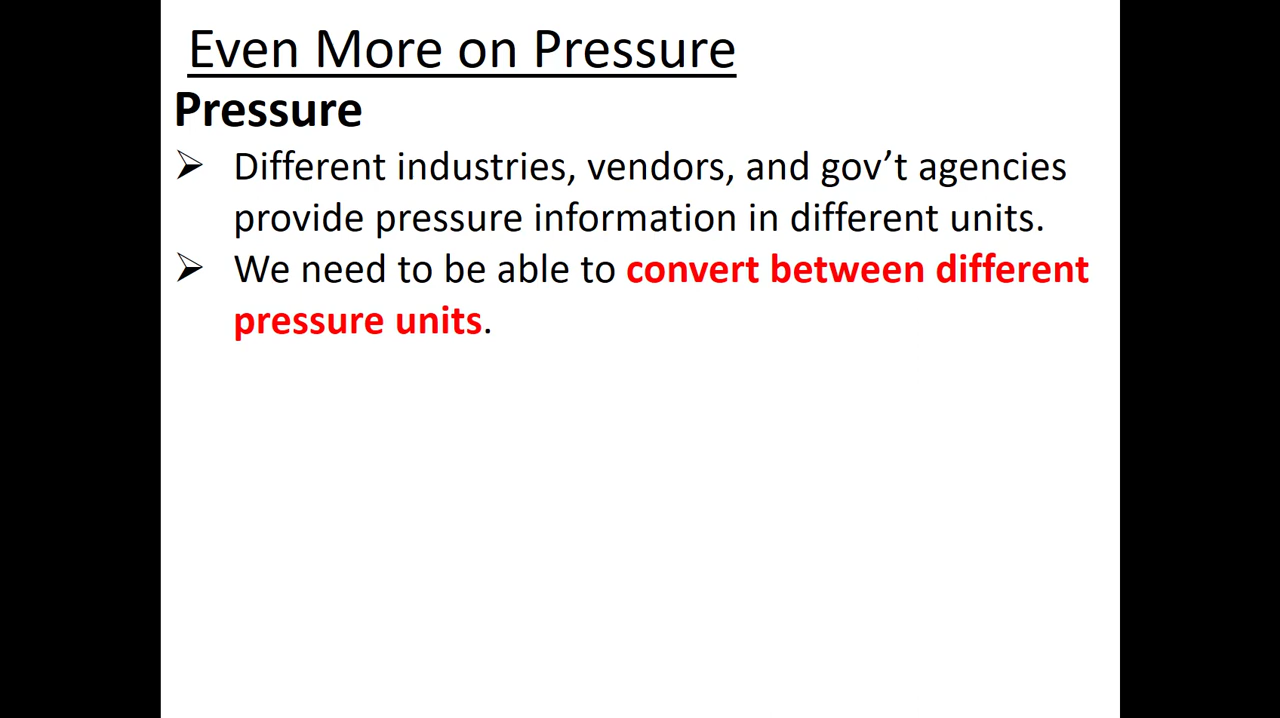 Even More on Pressure
Pressure
➢ Different industries, vendors, and gov’t agencies
provide pressure information in different units.
➢ We need to be able to convert between different
pressure units.